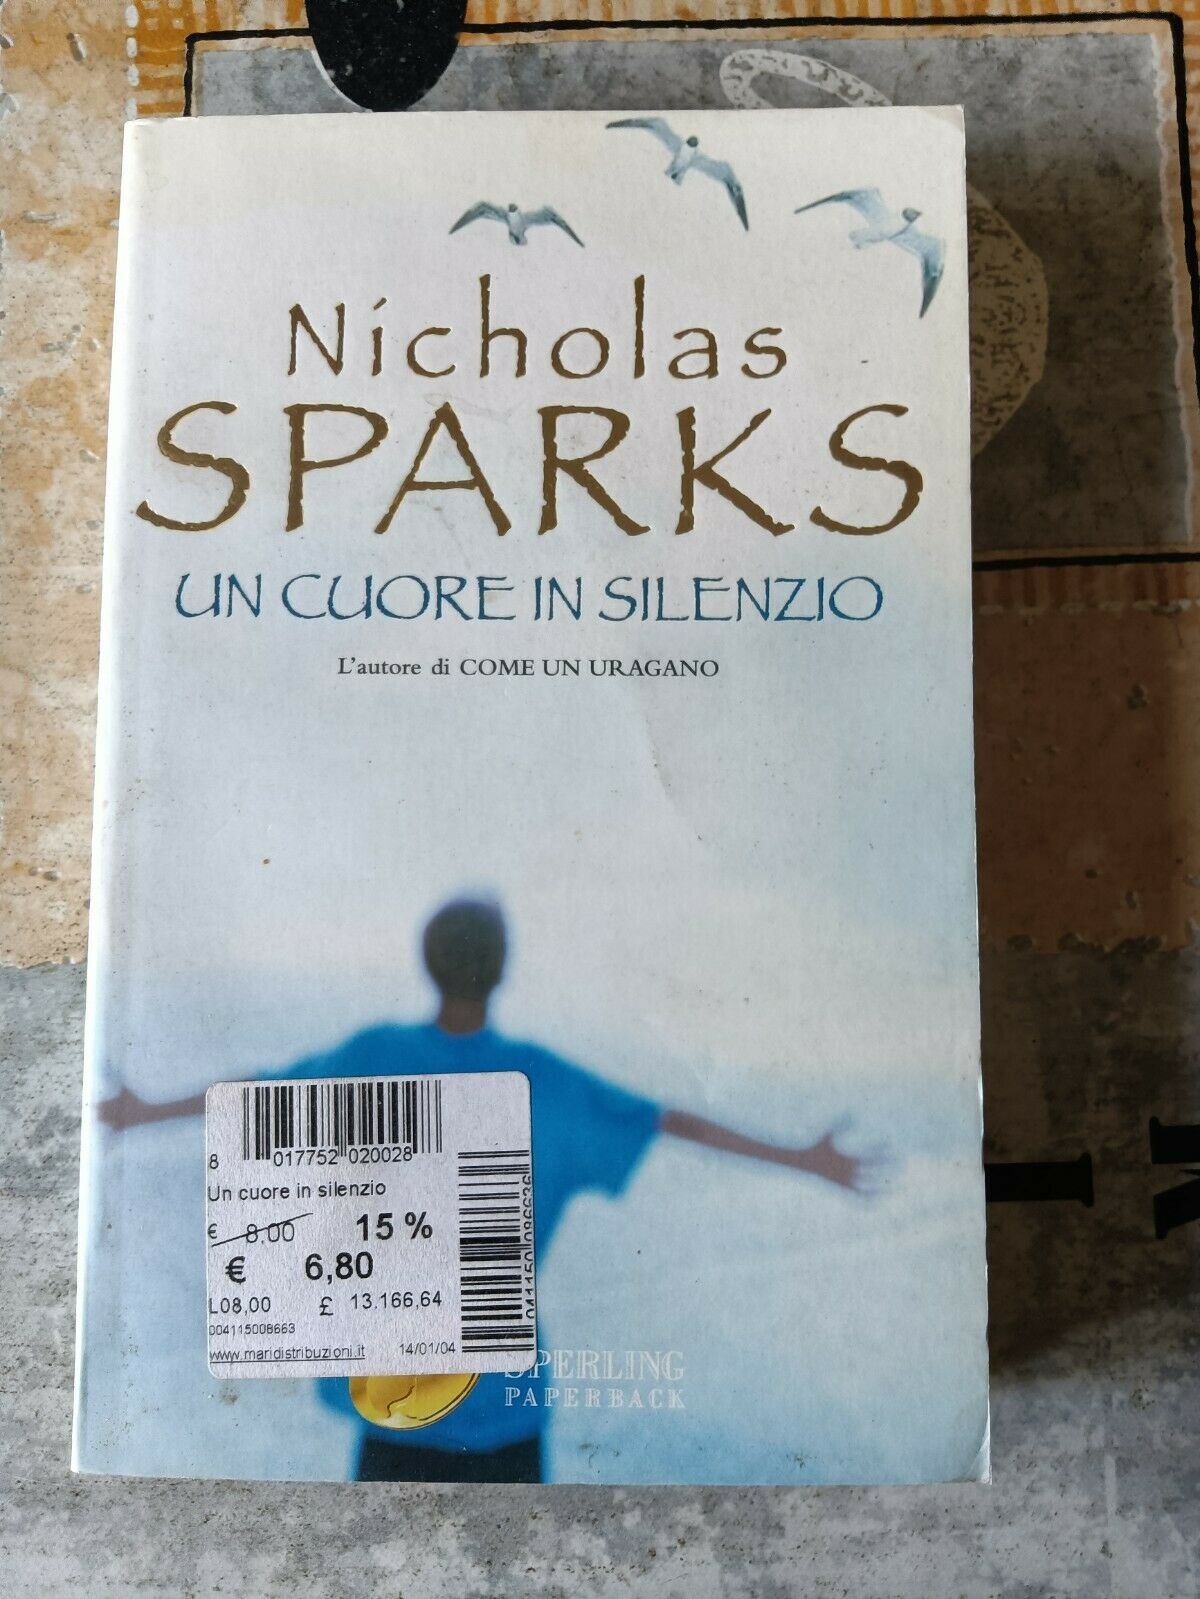 Nicholas
SPARKS
UN CUORE IN SILENZIO
L'autore di COME UN URAGANO
8 017752 020028
Un cuore in silenzio
€ 8.00 15 %
€ 6,80
L08,00 £ 13.166,64
004115008663
www.maridistribuzioni.it 14/01/04
SPERLING
PAPERBACK